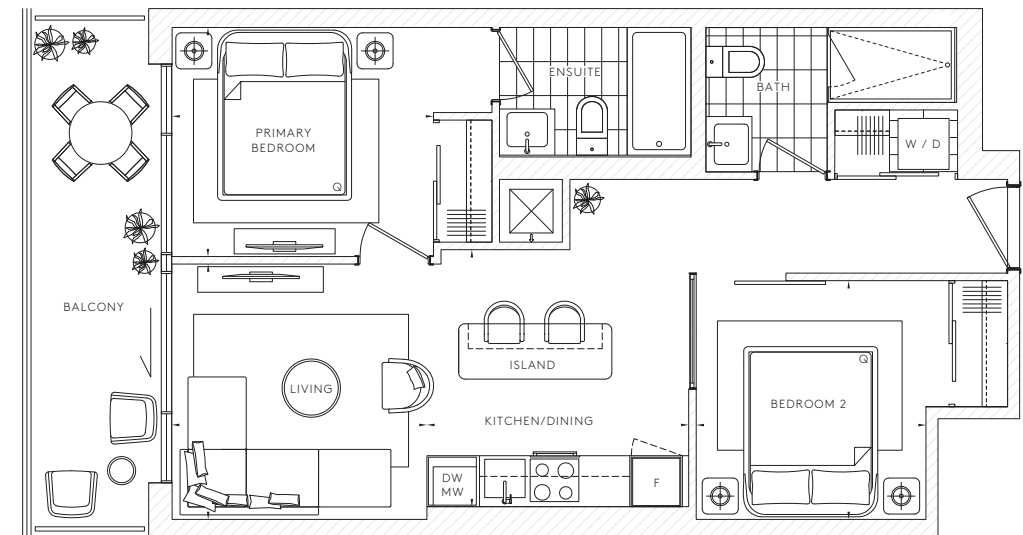 ENSUITE
BATH
PRIMARY
BEDROOM
W / D
Q
BALCONY
ISLAND
Q
LIVING
BEDROOM 2
KITCHEN/DINING
DW
MW
F